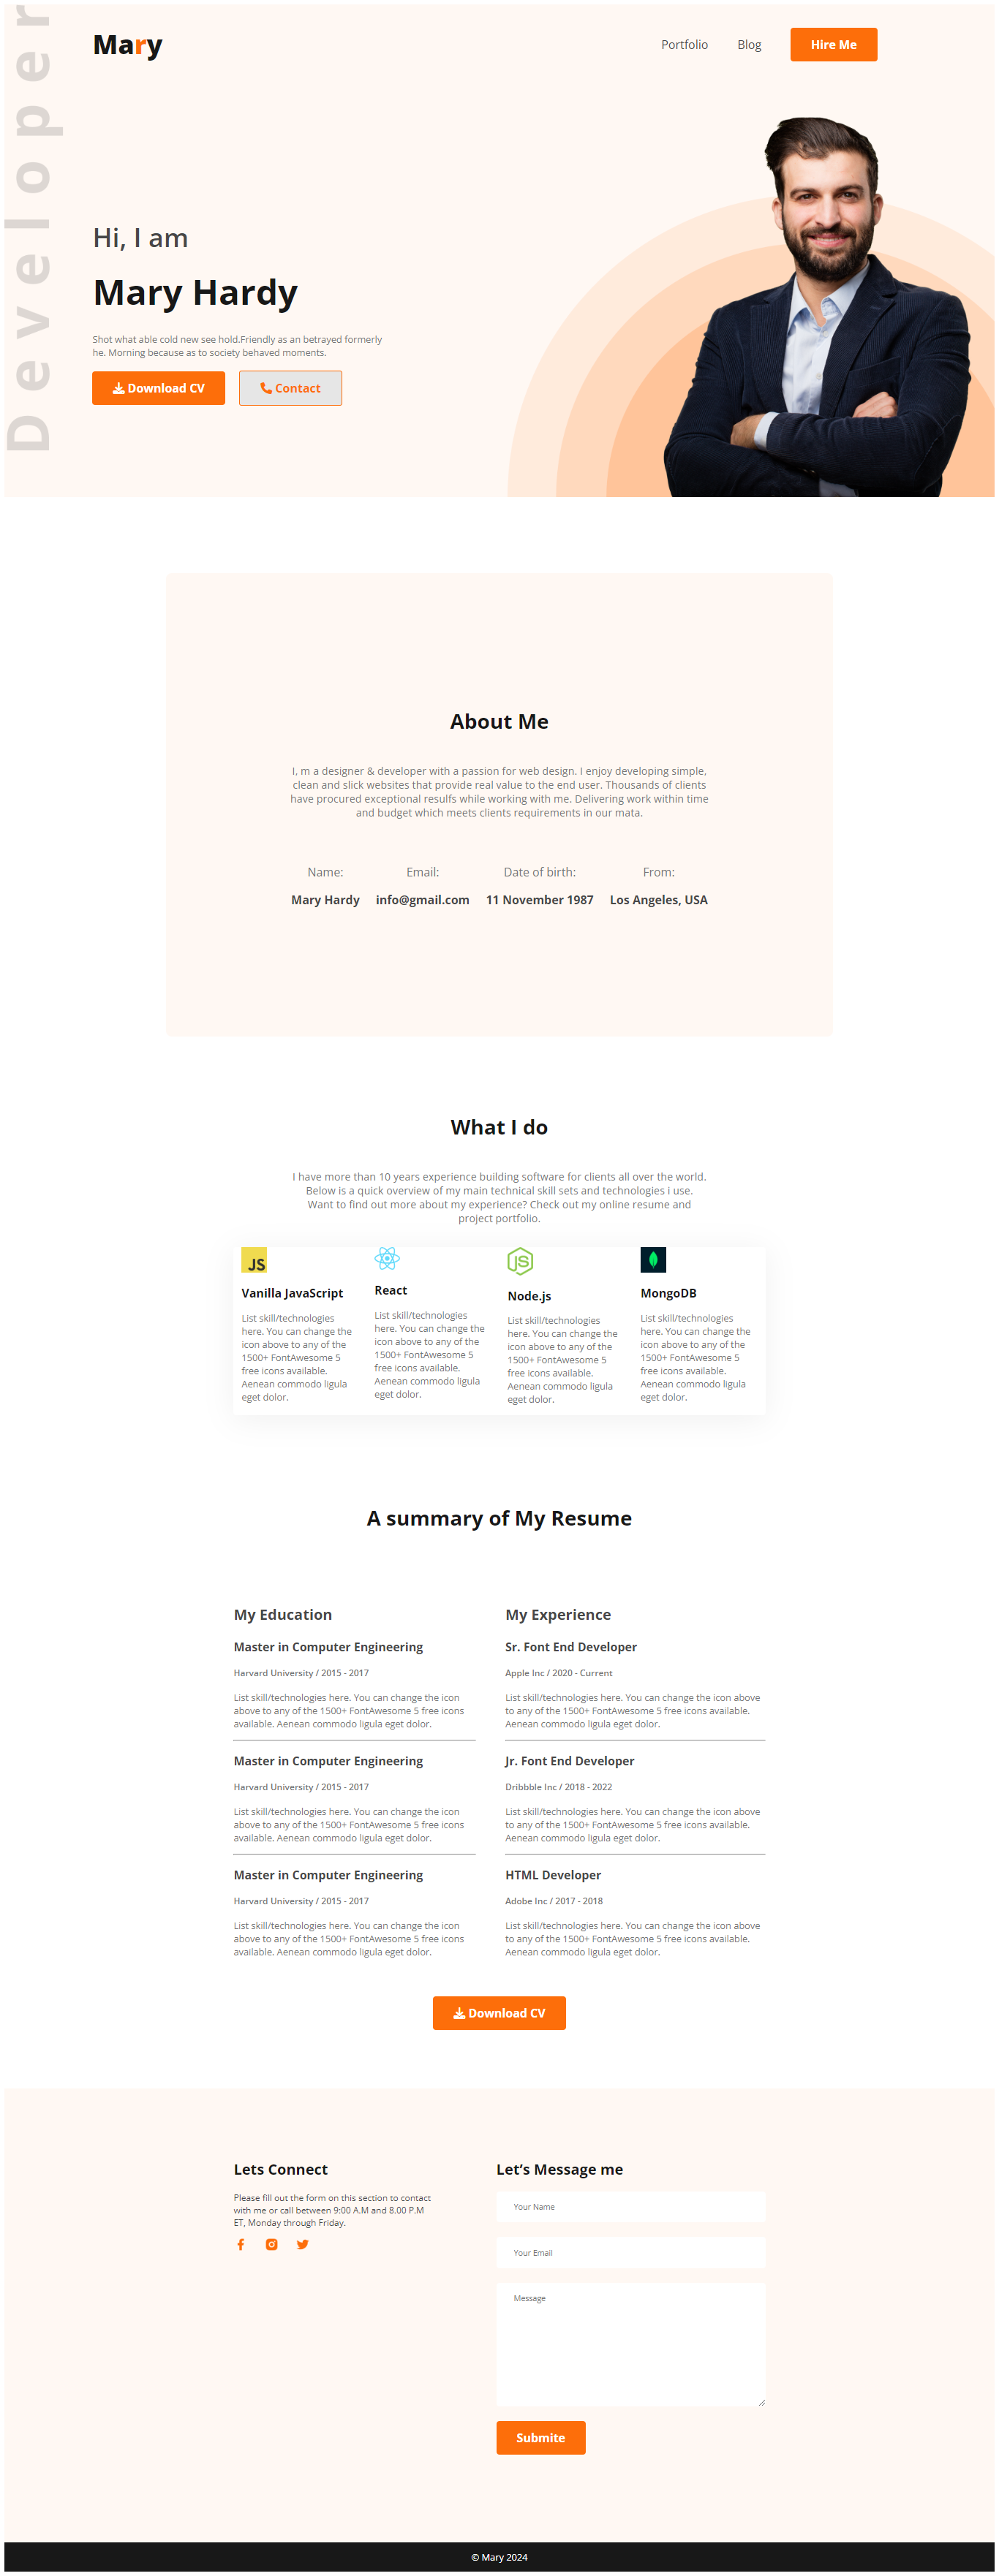 Developer
Mary
Portfolio
Blog
Hire Me
Hi, I am
Mary Hardy
Shot what able cold new see hold.Friendly as an betrayed formerly
he. Morning because as to society behaved moments.
Download CV
Contact
About Me
I, m a designer & developer with a passion for web design. I enjoy developing simple,
clean and slick websites that provide real value to the end user. Thousands of clients
have procured exceptional resulfs while working with me. Delivering work within time
and budget which meets clients requirements in our mata.
Name:
Mary Hardy
Email:
info@gmail.com
Date of birth:
11 November 1987
From:
Los Angeles, USA
What I do
I have more than 10 years experience building software for clients all over the world.
Below is a quick overview of my main technical skill sets and technologies i use.
Want to find out more about my experience? Check out my online resume and
project portfolio.
JS
Vanilla JavaScript
List skill/technologies
here. You can change the
icon above to any of the
1500+ FontAwesome 5
free icons available.
Aenean commodo ligula
eget dolor.
React
List skill/technologies
here. You can change the
icon above to any of the
1500+ FontAwesome 5
free icons available.
Aenean commodo ligula
eget dolor.
JS
Node.js
List skill/technologies
here. You can change the
icon above to any of the
1500+ FontAwesome 5
free icons available.
Aenean commodo ligula
eget dolor.
MongoDB
List skill/technologies
here. You can change the
icon above to any of the
1500+ FontAwesome 5
free icons available.
Aenean commodo ligula
eget dolor.
A summary of My Resume
My Education
Master in Computer Engineering
Harvard University / 2015 - 2017
List skill/technologies here. You can change the icon
above to any of the 1500+ FontAwesome 5 free icons
available. Aenean commodo ligula eget dolor.
Master in Computer Engineering
Harvard University / 2015 - 2017
List skill/technologies here. You can change the icon
above to any of the 1500+ FontAwesome 5 free icons
available. Aenean commodo ligula eget dolor.
Master in Computer Engineering
Harvard University / 2015 - 2017
List skill/technologies here. You can change the icon
above to any of the 1500+ FontAwesome 5 free icons
available. Aenean commodo ligula eget dolor.
My Experience
Sr. Font End Developer
Apple Inc / 2020 - Current
List skill/technologies here. You can change the icon above
to any of the 1500+ FontAwesome 5 free icons available.
Aenean commodo ligula eget dolor.
Jr. Font End Developer
Dribbble Inc / 2018 - 2022
List skill/technologies here. You can change the icon above
to any of the 1500+ FontAwesome 5 free icons available.
Aenean commodo ligula eget dolor.
HTML Developer
Adobe Inc / 2017 - 2018
List skill/technologies here. You can change the icon above
to any of the 1500+ FontAwesome 5 free icons available.
Aenean commodo ligula eget dolor.
Download CV
Lets Connect
Please fill out the form on this section to contact
with me or call between 9:00 A.M and 8.00 P.M
ET, Monday through Friday.
Let’s Message me
Your Name
Your Email
Message
Submite
© Mary 2024